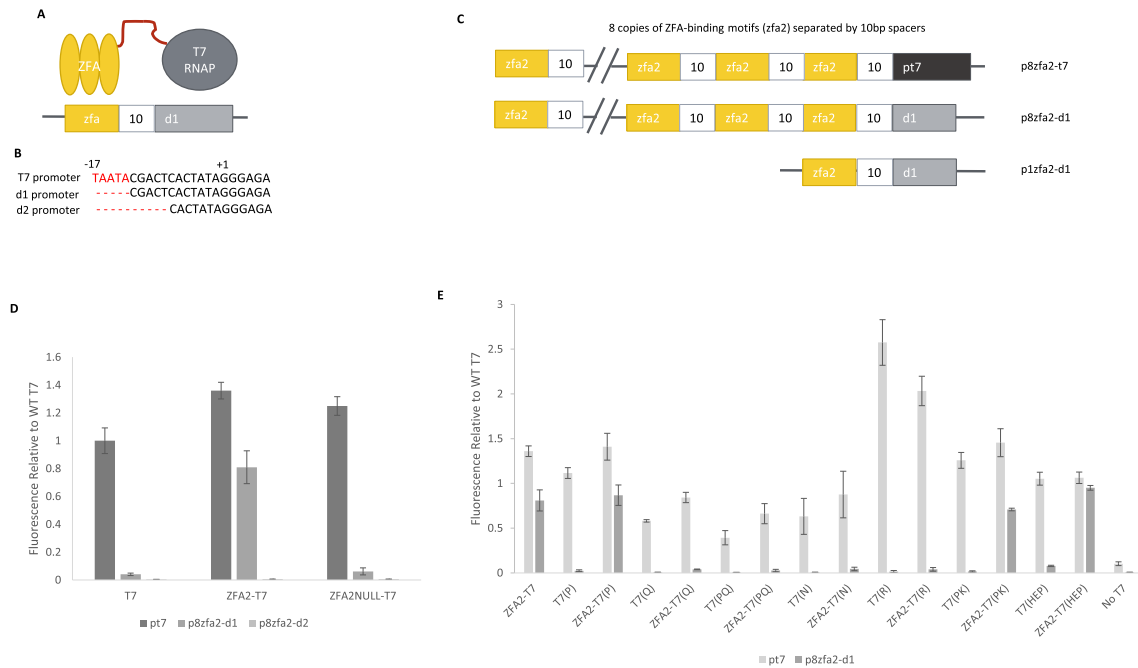 A
ZFA
T7
RNAP
zfa 10 d1
B
-17 +1
T7 promoter TAATACGACTCACTATAGGGAGA
d1 promoter - - - - - CGACTCACTATAGGGAGA
d2 promoter - - - - - - - - - - CACTATAGGGAGA
C
8 copies of ZFA-binding motifs (zfa2) separated by 10bp spacers
zfa2 10 zfa2 10 zfa2 10 zfa2 10 pt7 p8zfa2-t7
zfa2 10 zfa2 10 zfa2 10 zfa2 10 d1 p8zfa2-d1
zfa2 10 d1 p1zfa2-d1
D
Fluorescence Relative to WT T7
1.6
1.4
1.2
1
0.8
0.6
0.4
0.2
0
T7 ZFA2-T7 ZFA2NULL-T7
pt7 p8zfa2-d1 p8zfa2-d2
E
Fluorescence Relative to WT T7
3
2.5
2
1.5
1
0.5
0
ZFA2-T7
T7(P)
ZFA2-T7(P)
T7(Q)
ZFA2-T7(Q)
T7(PQ)
ZFA2-T7(PQ)
T7(N)
ZFA2-T7(N)
T7(R)
ZFA2-T7(R)
T7(PK)
ZFA2-T7(PK)
T7(HEP)
ZFA2-T7(HEP)
No T7
pt7 p8zfa2-d1